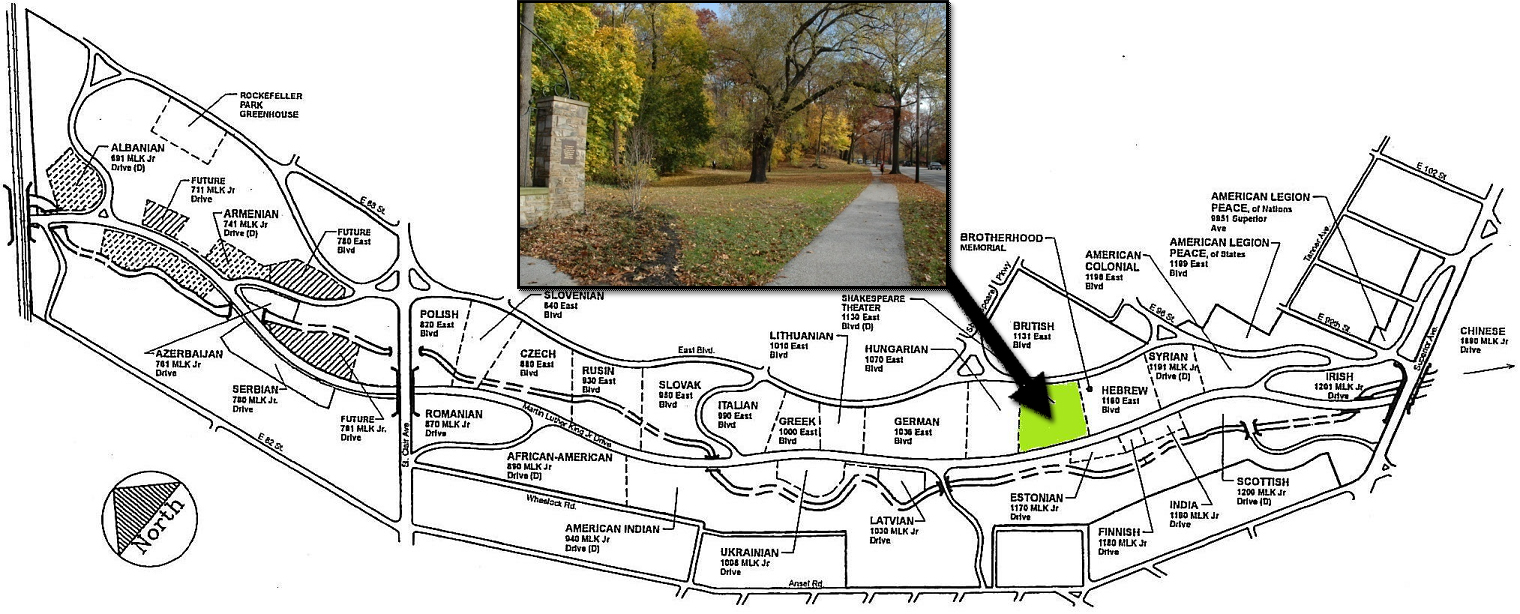 ROCKEFELLER
PARK
GREENHOUSE
ALBANIAN
691 MLK Jr
Drive (D)
FUTURE
711 MLK Jr
Drive
ARMENIAN
741 MLK Jr
Drive (D)
FUTURE
780 East
Blvd
E 88 St.
POLISH
820 East
Blvd
SLOVENIAN
840 East
Blvd
CZECH
880 East
Blvd
RUSIN
930 East
Blvd
SLOVAK
950 East
Blvd
East Blvd.
ITALIAN
990 East
Blvd
GREEK
1000 East
Blvd
LITHUANIAN
1010 East
Blvd
GERMAN
1036 East
Blvd
HUNGARIAN
1070 East
Blvd
SHAKESPEARE
THEATER
1130 East
Blvd (D)
Pkwy
BRITISH
1131 East
Blvd
BROTHERHOOD
MEMORIAL
AMERICAN
COLONIAL
1198 East
Blvd
AMERICAN LEGION
PEACE, of States
1199 East
Blvd
AMERICAN LEGION
PEACE, of Nations
9851 Superior
Ave
E 102 St.
E 99th St.
E 98 St
Superior Ave.
CHINESE
1880 MLK Jr
Drive
HEBREW
1160 East
Blvd
SYRIAN
1191 MLK Jr
Drive (D)
IRISH
1201 MLK Jr
Drive
AZERBAIJAN
761 MLK Jr
Drive
SERBIAN
780 MLK Jr.
Drive
FUTURE
781 MLK Jr.
Drive
St. Clair Ave.
ROMANIAN
870 MLK Jr
Drive
Martin Luther King Jr Drive
AFRICAN-AMERICAN
890 MLK Jr
Drive (D)
Wheelock Rd.
AMERICAN INDIAN
940 MLK Jr
Drive (D)
UKRAINIAN
1008 MLK Jr
Drive
LATVIAN
1030 MLK Jr
Drive
ESTONIAN
1170 MLK Jr
Drive
FINNISH
1180 MLK Jr
Drive
INDIA
1190 MLK Jr
Drive
SCOTTISH
1200 MLK Jr
Drive (D)
E 82 St.
Ansel Rd.
North